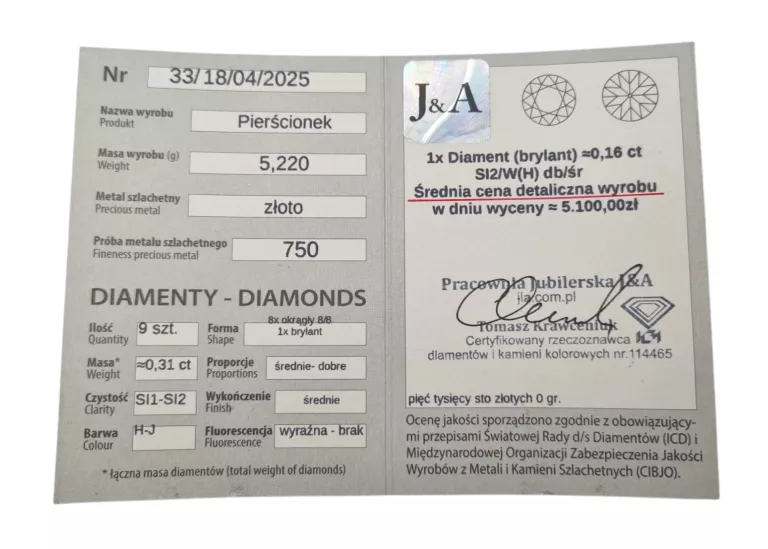 Nr 33/18/04/2025
Nazwa wyrobu
Produkt
Pierścionek
Masa wyrobu (g)
Weight
5,220
Metal szlachetny
Precious metal
złoto
Próba metalu szlachetnego
Fineness precious metal
750
DIAMENTY - DIAMONDS
Ilość
Quantity
9 szt.
Forma
Shape
8x okrągły 8/8
1x brylant
Masa*
Weight
≈0,31 ct
Proporcje
Proportions
średnie- dobre
Czystość
Clarity
SI1-SI2
Wykończenie
Finish
średnie
Barwa
Colour
H-J
Fluorescencja
Fluorescence
wyraźna - brak
* łączna masa diamentów (total weight of diamonds)
J&A
1x Diament (brylant) ≈0,16 ct
SI2/W(H) db/śr
Średnia cena detaliczna wyrobu
w dniu wyceny ≈ 5.100,00zł
Pracownia Jubilerska J&A
jla.com.pl
Tomasz Krawceniuk
Certyfikowany rzeczoznawca
diamentów i kamieni kolorowych nr.114465
pięć tysięcy sto złotych 0 gr.
Ocenę jakości sporządzono zgodnie z obowiązujący-
mi przepisami Światowej Rady d/s Diamentów (ICD) i
Międzynarodowej Organizacji Zabezpieczenia Jakości
Wyrobów z Metali i Kamieni Szlachetnych (CIBJO).